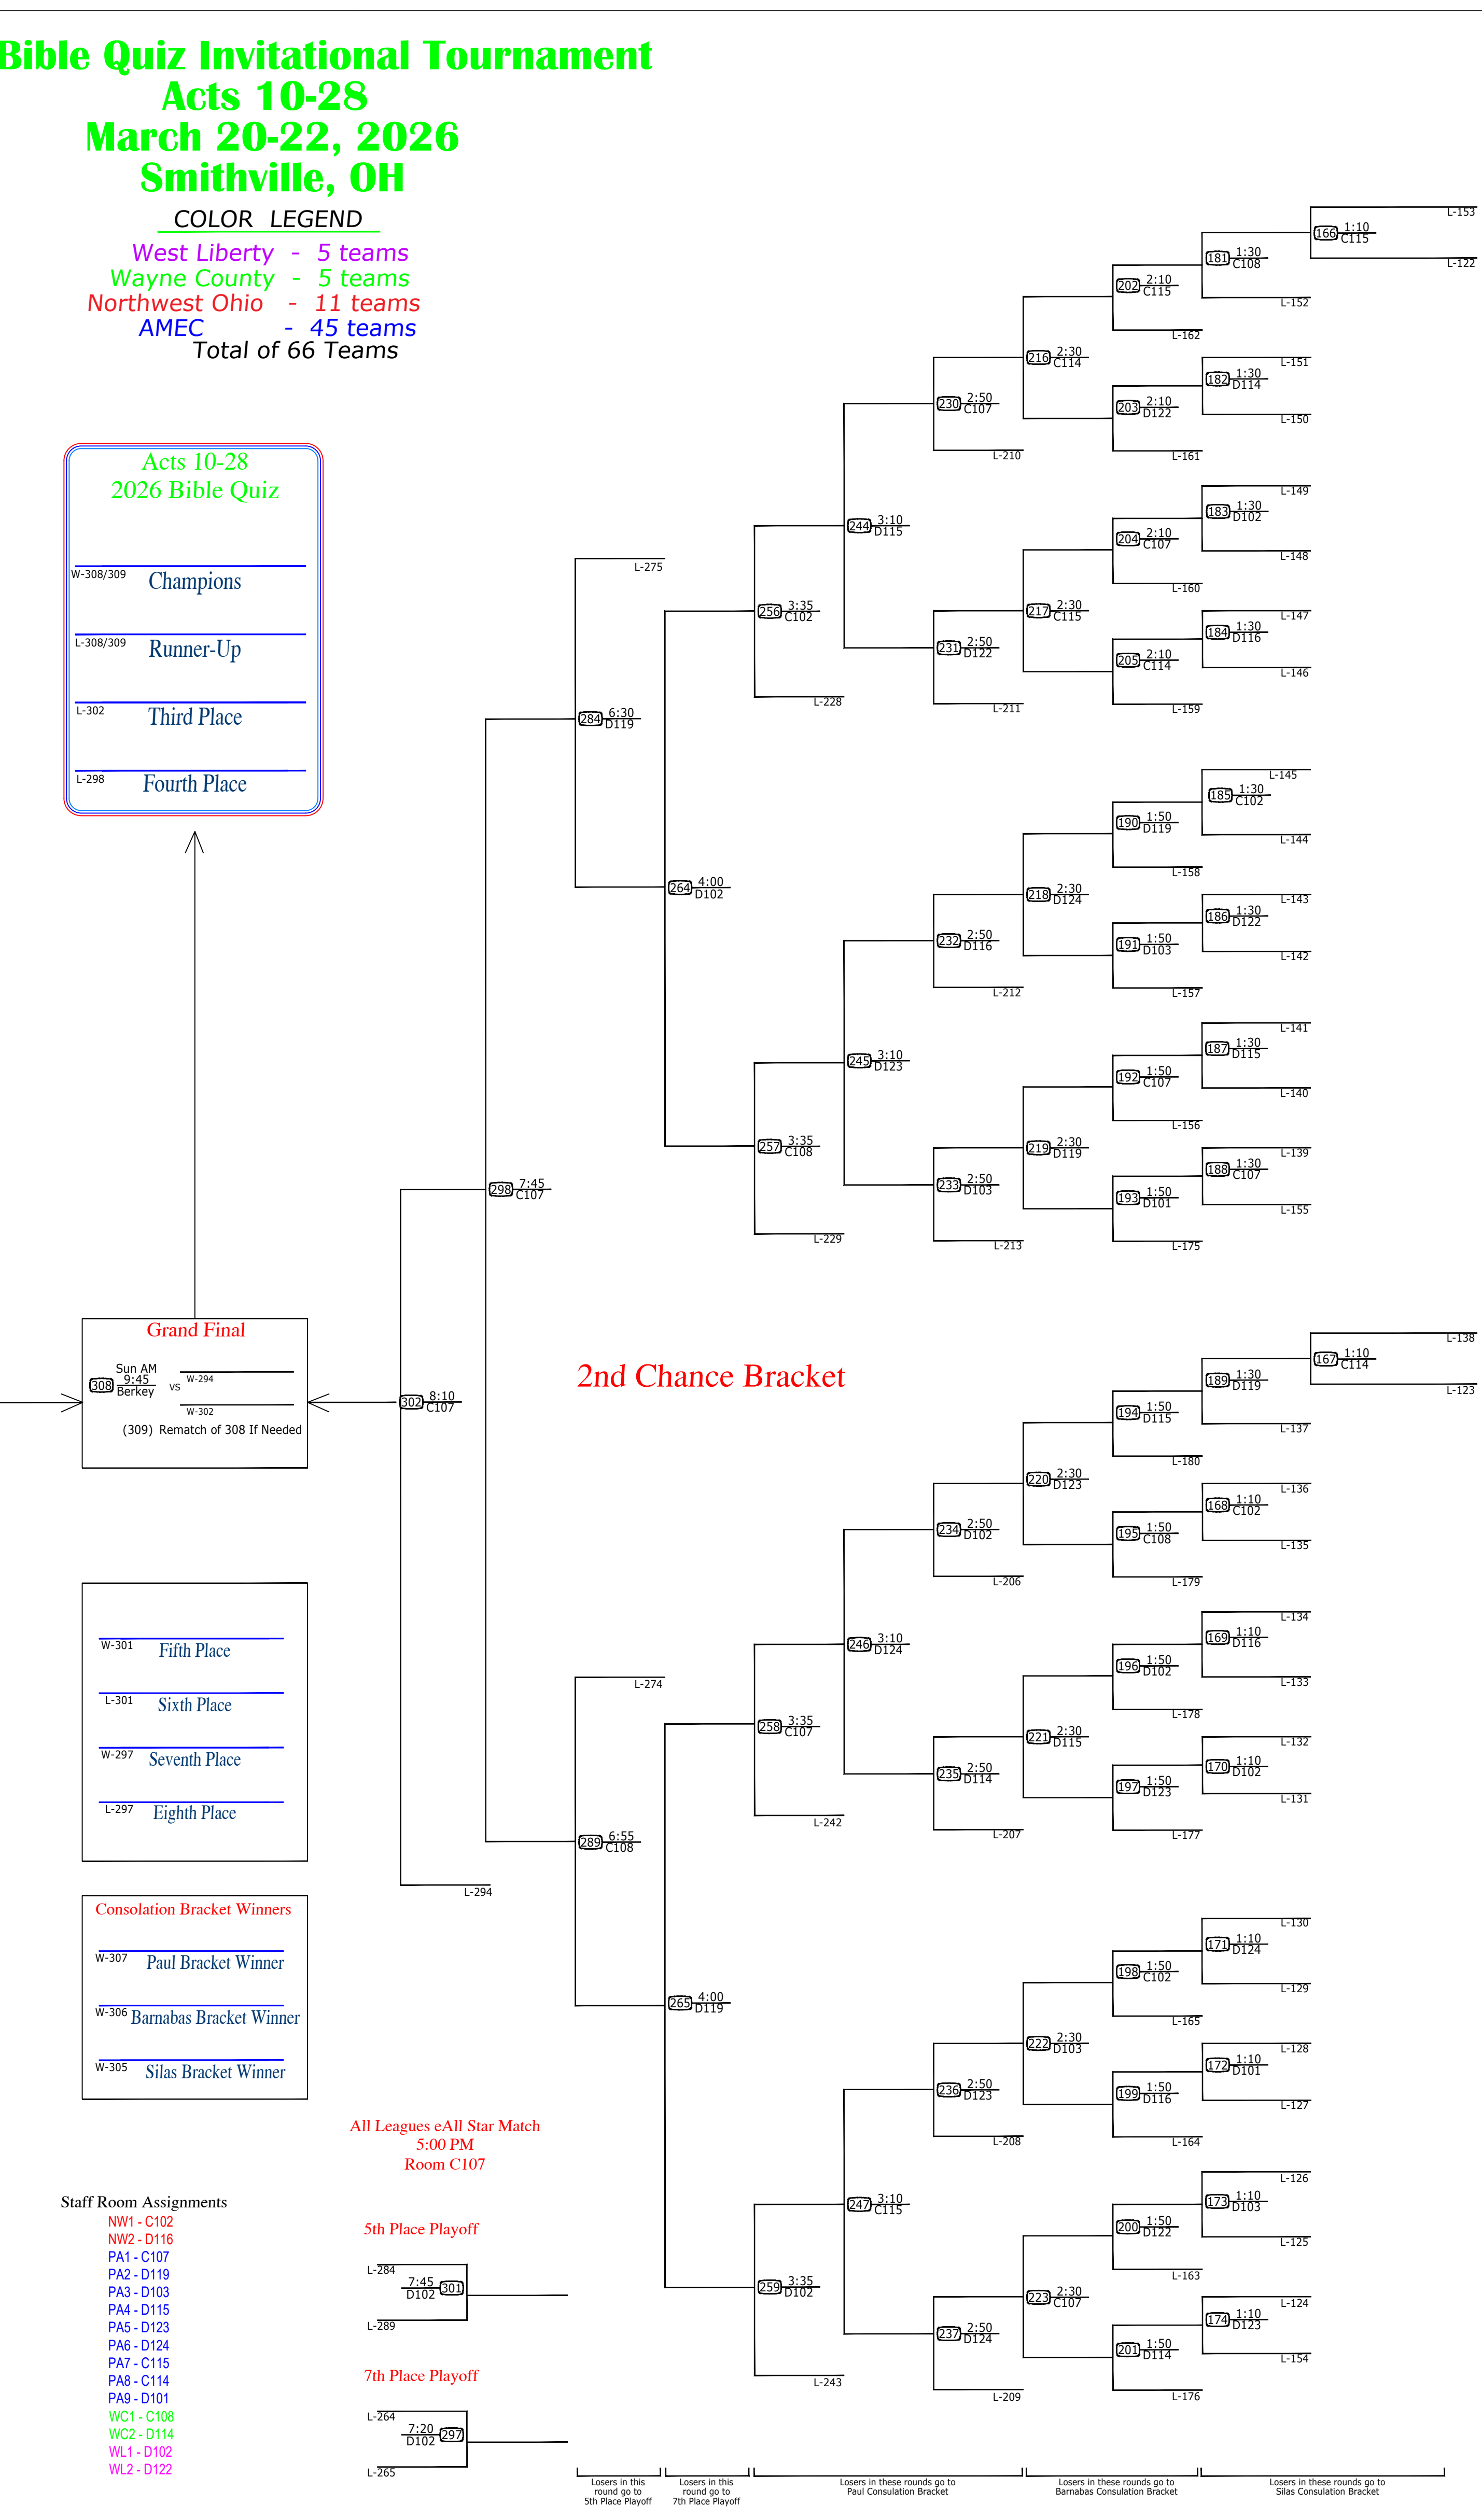 Bible Quiz Invitational Tournament
Acts 10-28
March 20-22, 2026
Smithville, OH
COLOR LEGEND
West Liberty - 5 teams
Wayne County - 5 teams
Northwest Ohio - 11 teams
AMEC - 45 teams
Total of 66 Teams
Acts 10-28
2026 Bible Quiz
W-308/309 Champions
L-308/309 Runner-Up
L-302 Third Place
L-298 Fourth Place
Grand Final
Sun AM
308 9:45 Berkey
W-294
VS
W-302
(309) Rematch of 308 If Needed
W-301 Fifth Place
L-301 Sixth Place
W-297 Seventh Place
L-297 Eighth Place
Consolation Bracket Winners
W-307 Paul Bracket Winner
W-306 Barnabas Bracket Winner
W-305 Silas Bracket Winner
All Leagues eAll Star Match
5:00 PM
Room C107
Staff Room Assignments
NW1 - C102
NW2 - D116
PA1 - C107
PA2 - D119
PA3 - D103
PA4 - D115
PA5 - D123
PA6 - D124
PA7 - C115
PA8 - C114
PA9 - D101
WC1 - C108
WC2 - D114
WL1 - D102
WL2 - D122
5th Place Playoff
L-284
7:45 D102 301
L-289
7th Place Playoff
L-264
7:20 D102 297
L-265
2nd Chance Bracket
302 8:10 C107
L-294
298 7:45 C107
L-275
284 6:30 D119
L-274
289 6:55 C108
264 4:00 D102
265 4:00 D119
256 3:35 C102
L-228
257 3:35 C108
L-229
258 3:35 C107
L-242
259 3:35 D102
L-243
244 3:10 D115
245 3:10 D123
246 3:10 D124
247 3:10 C115
230 2:50 C107
L-210
231 2:50 D122
L-211
232 2:50 D116
L-212
233 2:50 D103
L-213
234 2:50 D102
L-206
235 2:50 D114
L-207
236 2:50 D123
L-208
237 2:50 D124
L-209
216 2:30 C114
217 2:30 C115
218 2:30 D124
219 2:30 D119
220 2:30 D123
221 2:30 D115
222 2:30 D103
223 2:30 C107
202 2:10 C115
L-162
203 2:10 D122
L-161
204 2:10 C107
L-160
205 2:10 C114
L-159
190 1:50 D119
L-158
191 1:50 D103
L-157
192 1:50 C107
L-156
193 1:50 D101
L-175
194 1:50 D115
L-180
195 1:50 C108
L-179
196 1:50 D102
L-178
197 1:50 D123
L-177
198 1:50 C102
L-165
199 1:50 D116
L-164
200 1:50 D122
L-163
201 1:50 D114
L-176
L-153
166 1:10 C115
L-122
181 1:30 C108
L-152
L-151
182 1:30 D114
L-150
L-149
183 1:30 D102
L-148
L-147
184 1:30 D116
L-146
L-145
185 1:30 C102
L-144
L-143
186 1:30 D122
L-142
L-141
187 1:30 D115
L-140
L-139
188 1:30 C107
L-155
L-138
167 1:10 C114
L-123
189 1:30 D119
L-137
L-136
168 1:10 C102
L-135
L-134
169 1:10 D116
L-133
L-132
170 1:10 D102
L-131
L-130
171 1:10 D124
L-129
L-128
172 1:10 D101
L-127
L-126
173 1:10 D103
L-125
L-124
174 1:10 D123
L-154
Losers in this
round go to
5th Place Playoff
Losers in this
round go to
7th Place Playoff
Losers in these rounds go to
Paul Consulation Bracket
Losers in these rounds go to
Barnabas Consulation Bracket
Losers in these rounds go to
Silas Consulation Bracket